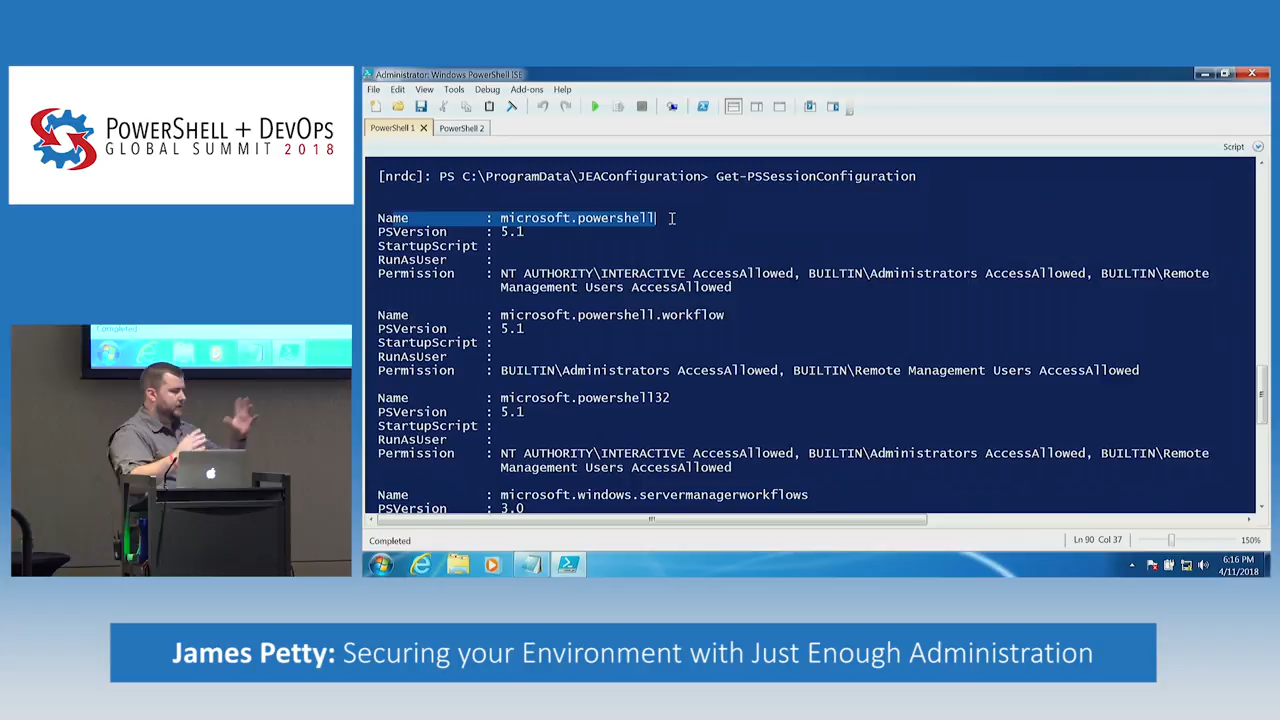 POWERSHELL + DEVOPS
GLOBAL SUMMIT 2018
Administrator: Windows PowerShell ISE
File Edit View Tools Debug Add-ons Help
PowerShell 1
PowerShell 2
Script
[nrdc]: PS C:\ProgramData\JEAConfiguration> Get-PSSessionConfiguration
Name : microsoft.powershell
PSVersion : 5.1
StartupScript :
RunAsUser :
Permission : NT AUTHORITY\INTERACTIVE AccessAllowed, BUILTIN\Administrators AccessAllowed, BUILTIN\Remote
Management Users AccessAllowed
Name : microsoft.powershell.workflow
PSVersion : 5.1
StartupScript :
RunAsUser :
Permission : BUILTIN\Administrators AccessAllowed, BUILTIN\Remote Management Users AccessAllowed
Name : microsoft.powershell32
PSVersion : 5.1
StartupScript :
RunAsUser :
Permission : NT AUTHORITY\INTERACTIVE AccessAllowed, BUILTIN\Administrators AccessAllowed, BUILTIN\Remote
Management Users AccessAllowed
Name : microsoft.windows.servermanagerworkflows
PSVersion : 3.0
Completed
Ln 90 Col 37
150%
6:16 PM
4/11/2018
Completed
James Petty: Securing your Environment with Just Enough Administration